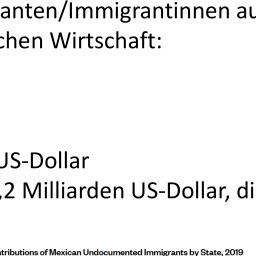 anten/Immigrantinnen au
chen Wirtschaft:
US-Dollar
,2 Milliarden US-Dollar, di
ntributions of Mexican Undocumented Immigrants by State, 2019